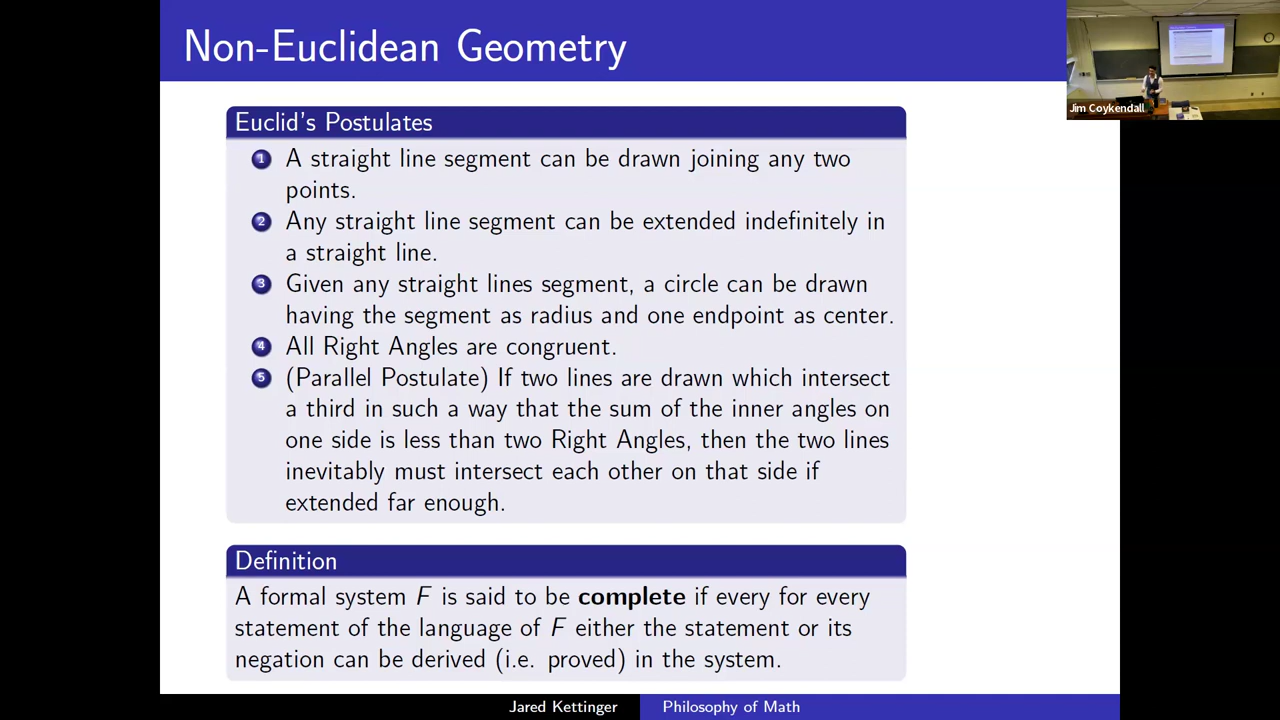 Non-Euclidean Geometry
Jim Coykendall
Euclid's Postulates
1 A straight line segment can be drawn joining any two
points.
2 Any straight line segment can be extended indefinitely in
a straight line.
3 Given any straight lines segment, a circle can be drawn
having the segment as radius and one endpoint as center.
4 All Right Angles are congruent.
5 (Parallel Postulate) If two lines are drawn which intersect
a third in such a way that the sum of the inner angles on
one side is less than two Right Angles, then the two lines
inevitably must intersect each other on that side if
extended far enough.
Definition
A formal system F is said to be complete if every for every
statement of the language of F either the statement or its
negation can be derived (i.e. proved) in the system.
Jared Kettinger
Philosophy of Math